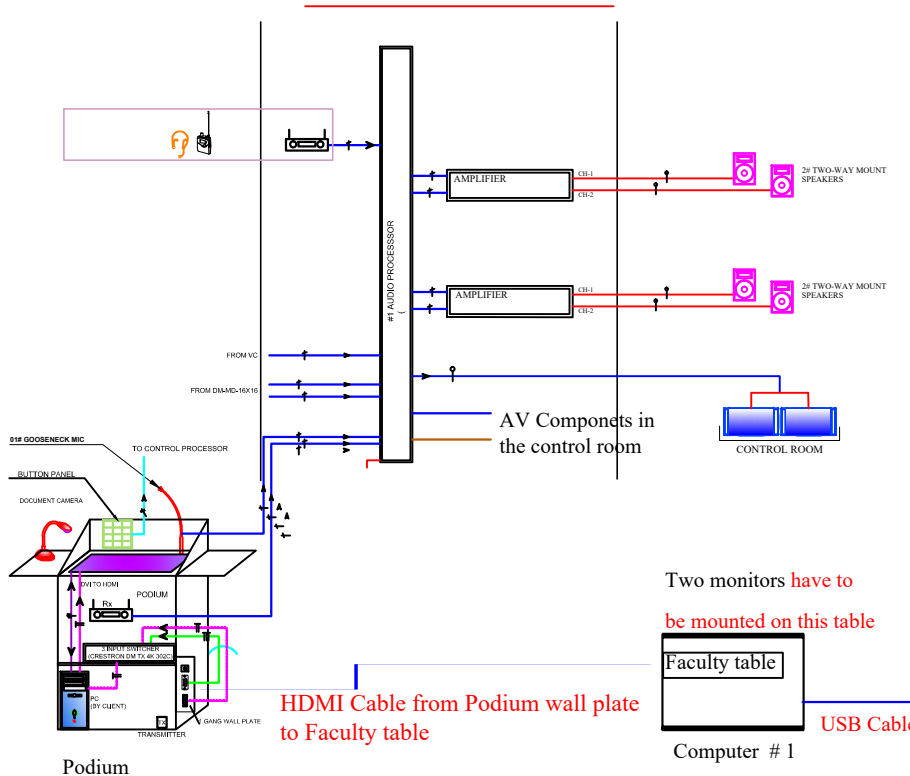 AMPLIFIER
CH-1
CH-2
2# TWO-WAY MOUNT
SPEAKERS
#1 AUDIO PROCESSSOR
(
AMPLIFIER
CH-1
CH-2
2# TWO-WAY MOUNT
SPEAKERS
FROM VC
FROM DM-MD-16X16
AV Componets in
the control room
CONTROL ROOM
01# GOOSENECK MIC
TO CONTROL PROCESSOR
BUTTON PANEL
DOCUMENT CAMERA
DVI TO HDMI
PODIUM
Rx
3 INPUT SWITCHER
(CRESTRON DM TX 4K 302C)
PC
(BY CLIENT)
TX
TRANSMITTER
I GANG WALL PLATE
Podium
HDMI Cable from Podium wall plate
to Faculty table
Two monitors have to
be mounted on this table
Faculty table
USB Cable
Computer # 1